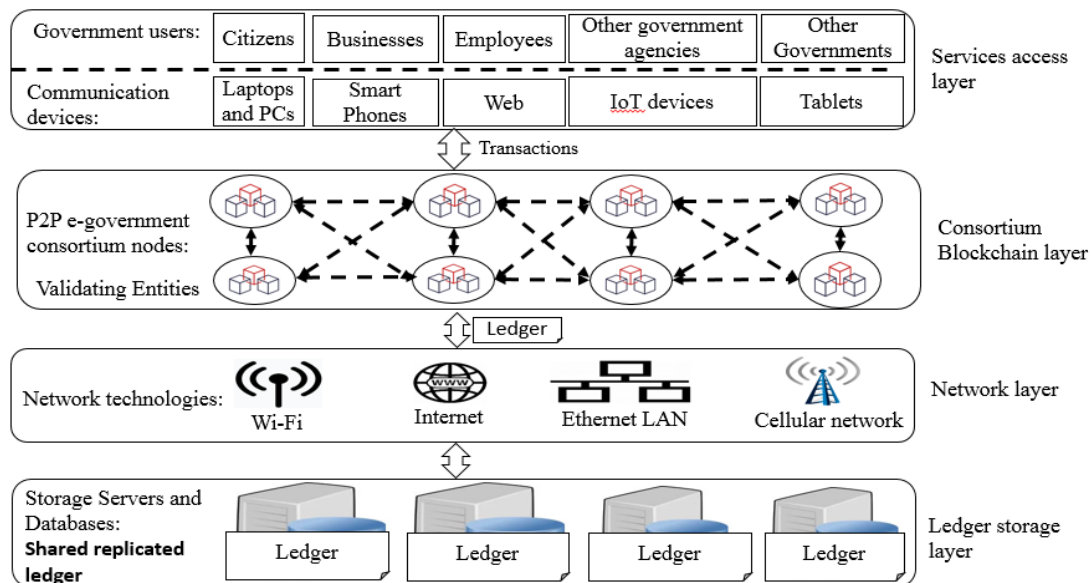 Government users:
Citizens
Businesses
Employees
Other government
agencies
Other
Governments
Services access
layer
Communication
devices:
Laptops
and PCs
Smart
Phones
Web
IoT devices
Tablets
Transactions
P2P e-government
consortium nodes:
Validating Entities
Consortium
Blockchain layer
Ledger
Network technologies:
Wi-Fi
WWW
Internet
Ethernet LAN
Cellular network
Network layer
Storage Servers and
Databases:
Shared replicated
ledger
Ledger
Ledger
Ledger
Ledger
Ledger storage
layer